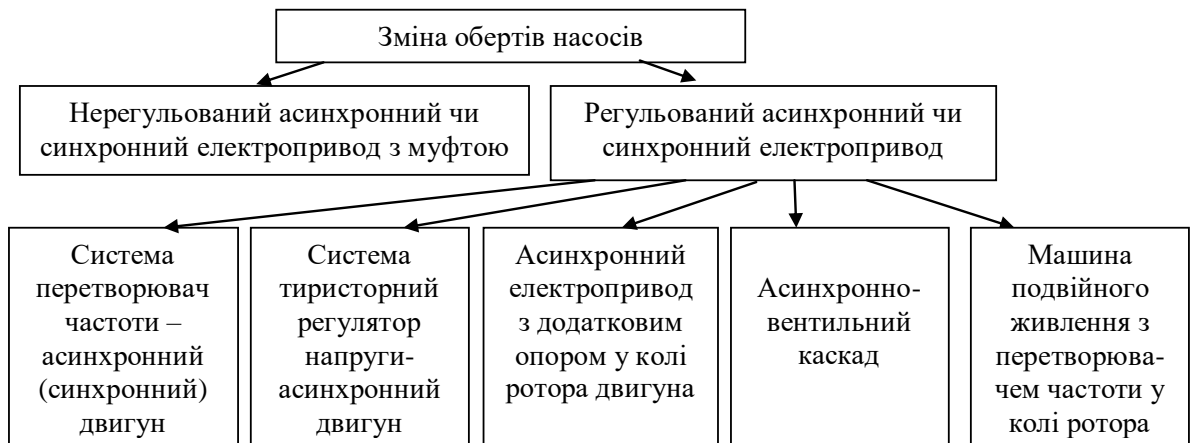 Зміна обертів насосів
Нерегульований асинхронний чи
синхронний електропривод з муфтою
Регульований асинхронний чи
синхронний електропривод
Система
перетворювач
частоти –
асинхронний
(синхронний)
двигун
Система
тиристорний
регулятор
напруги-
асинхронний
двигун
Асинхронний
електропривод
з додатковим
опором у колі
ротора двигуна
Асинхронно-
вентильний
каскад
Машина
подвійного
живлення з
перетворюва-
чем частоти у
колі ротора